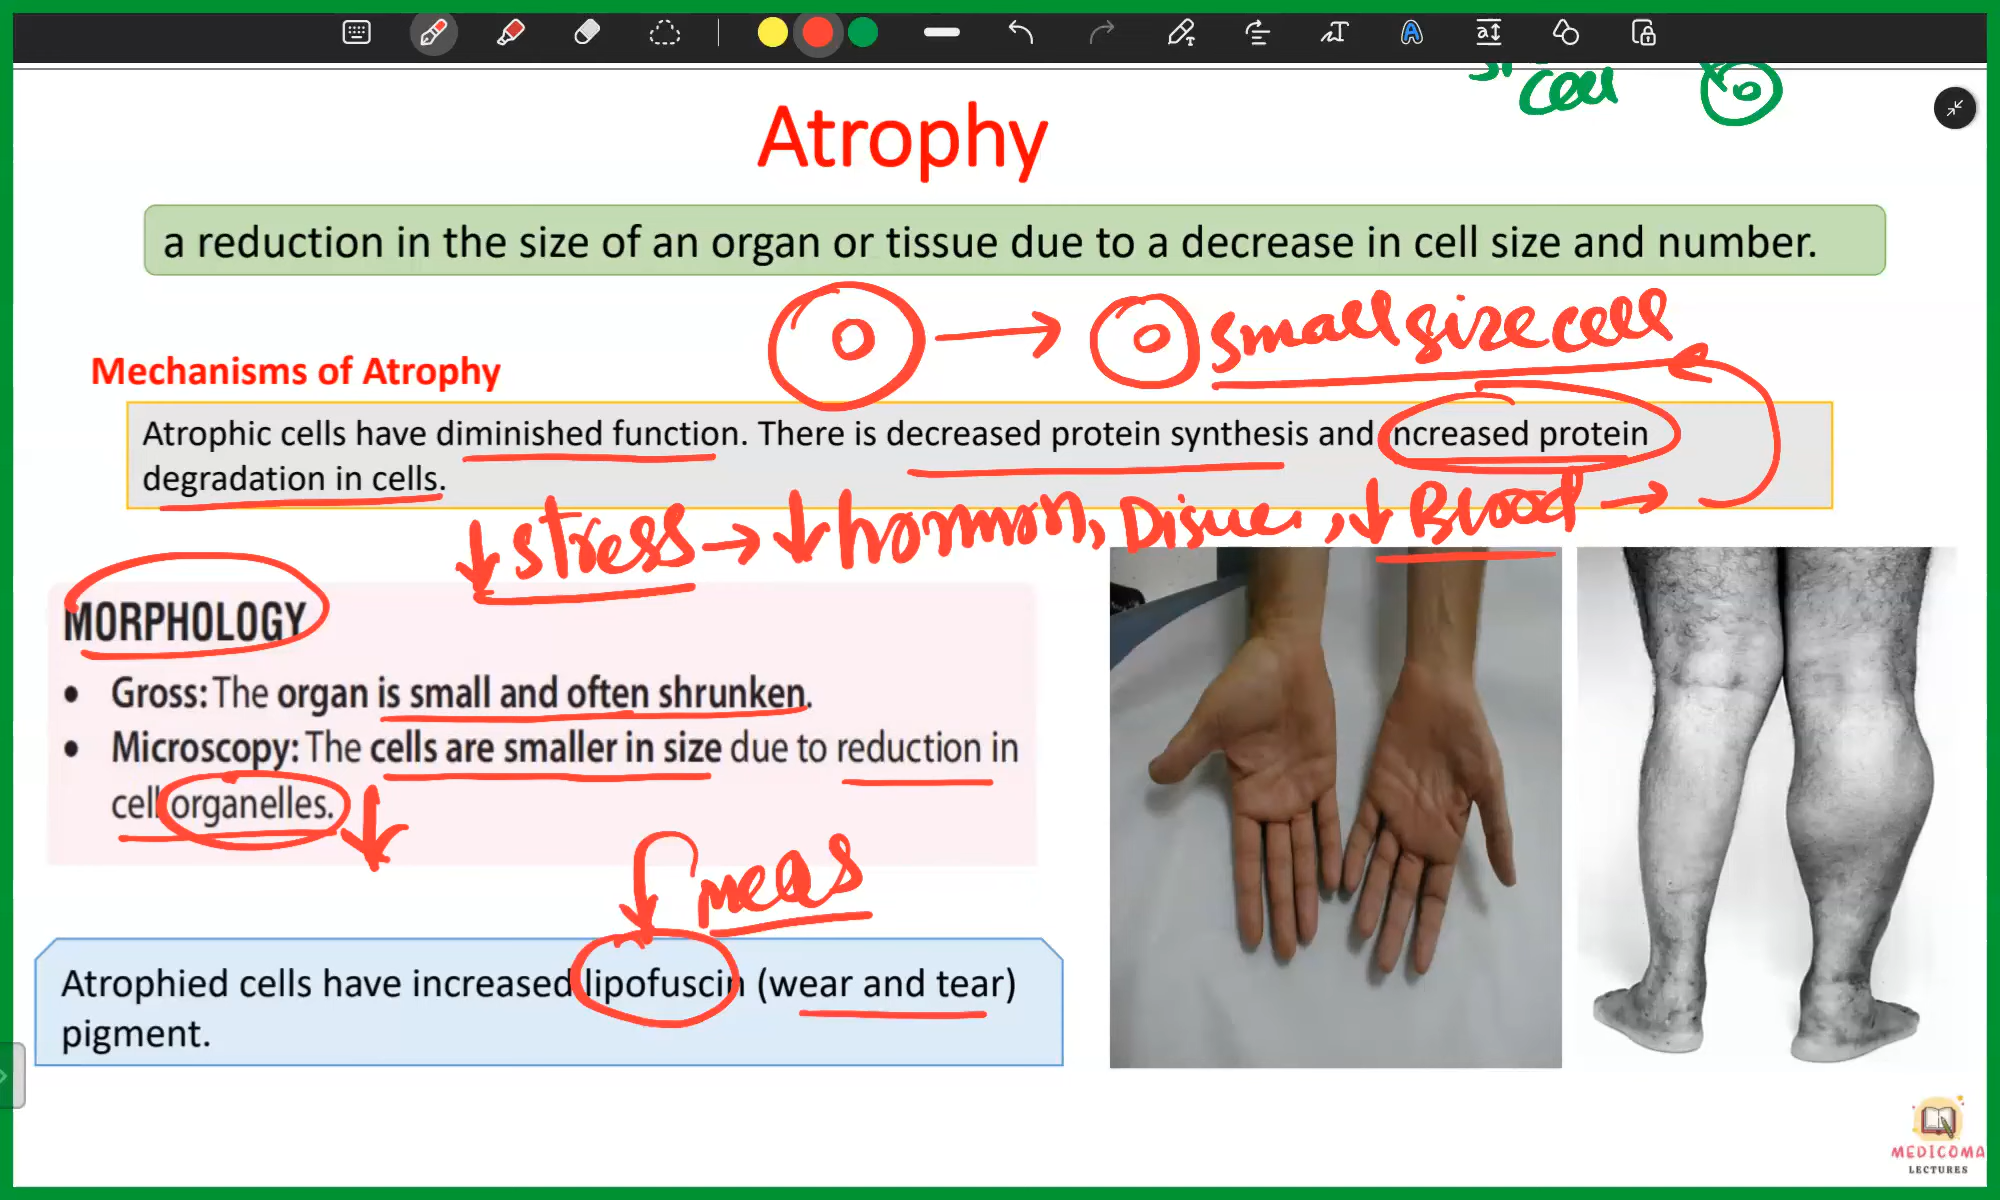 cell
Atrophy
a reduction in the size of an organ or tissue due to a decrease in cell size and number.
small size cell
Mechanisms of Atrophy
Atrophic cells have diminished function. There is decreased protein synthesis and ncreased protein
degradation in cells.
↓ stress → ↓ hormon, Disue, ↓ Blood →
MORPHOLOGY
• Gross: The organ is small and often shrunken.
• Microscopy: The cells are smaller in size due to reduction in
cell organelles. ↓
Atrophied cells have increased lipofuscin (wear and tear)
pigment.
MEDICOMA
LECTURES